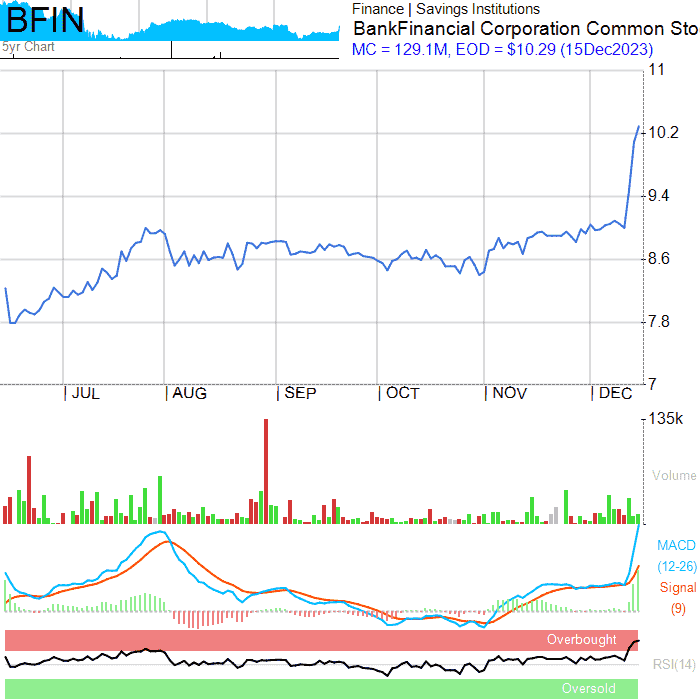 BFIN
5yr Chart
Finance | Savings Institutions
BankFinancial Corporation Common Sto
MC = 129.1M, EOD = $10.29 (15Dec2023)
11
10.2
9.4
8.6
7.8
7
JUL AUG SEP OCT NOV DEC
135k
Volume
MACD
(12-26)
Signal
(9)
Overbought
RSI(14)
Oversold